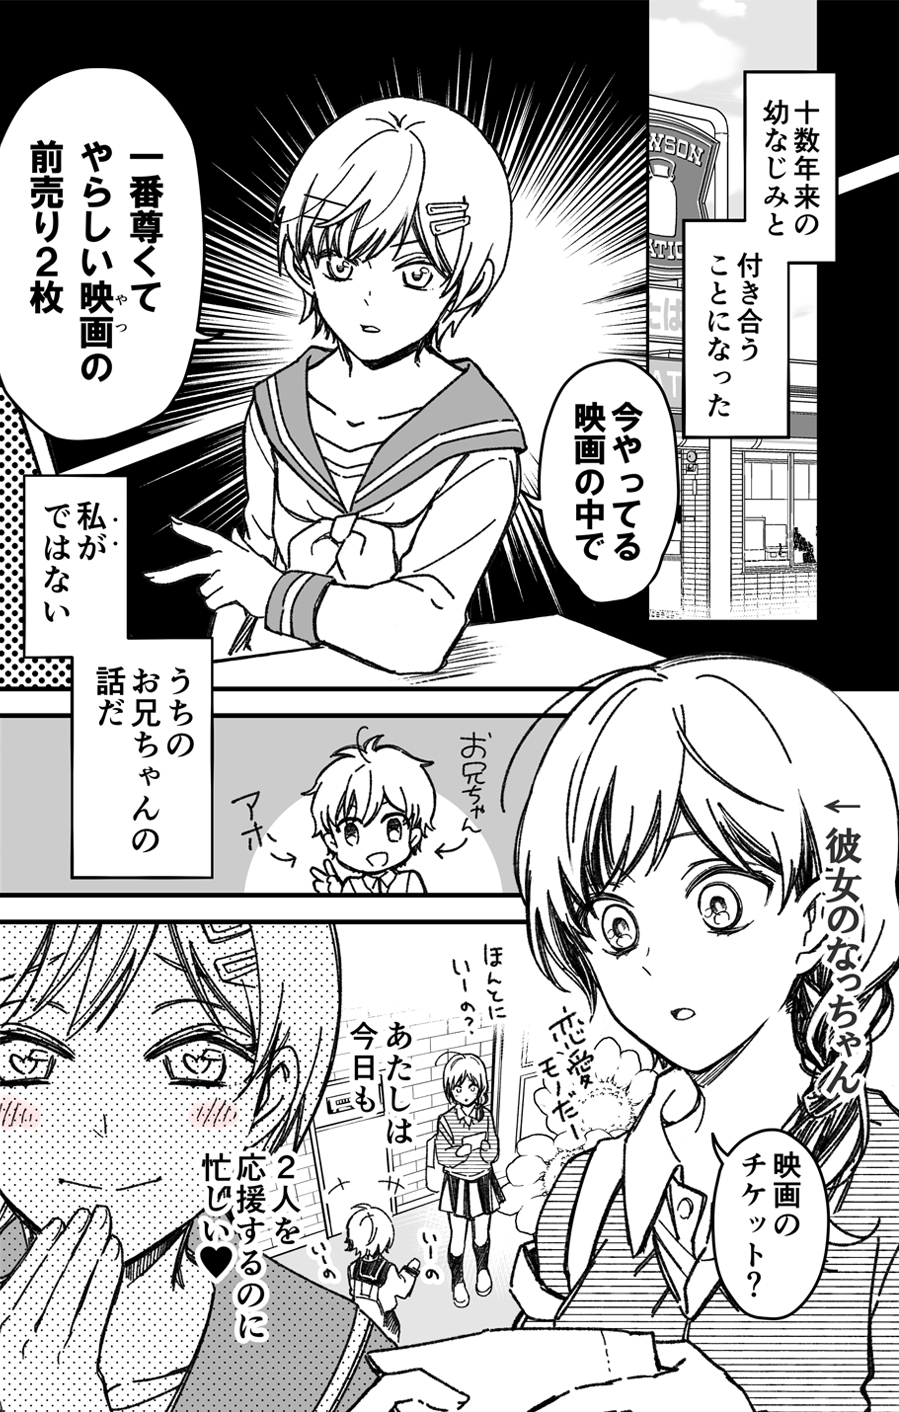 十数年来の
幼なじみと
付き合う
ことになった
今やってる
映画の中で
一番尊くて
やらしい映画の
やつ
前売り2枚
私が
ではない
うちの
お兄ちゃんの
話だ
お兄ちゃん
アホ
←彼女のなっちゃん
映画の
チケット?
恋愛
モノだー
ほんとに
いーの?
いーの
いーの
あたしは
今日も
2人を
応援するのに
忙しい♥